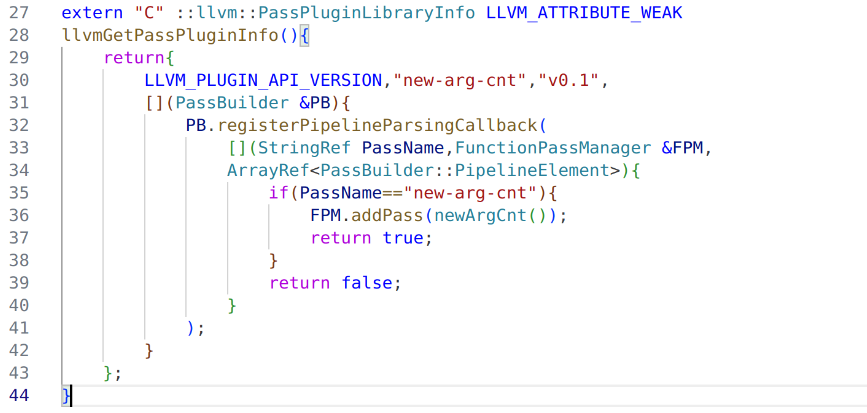 27 extern "C" ::llvm::PassPluginLibraryInfo LLVM_ATTRIBUTE_WEAK
28 llvmGetPassPluginInfo(){
29     return{
30         LLVM_PLUGIN_API_VERSION,"new-arg-cnt","v0.1",
31         [](PassBuilder &PB){
32             PB.registerPipelineParsingCallback(
33                 [](StringRef PassName,FunctionPassManager &FPM,
34                 ArrayRef<PassBuilder::PipelineElement>){
35                     if(PassName=="new-arg-cnt"){
36                         FPM.addPass(newArgCnt());
37                         return true;
38                     }
39                     return false;
40                 }
41             );
42         }
43     };
44 }